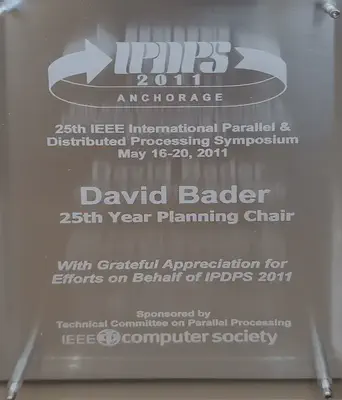 IPDPS
2011
ANCHORAGE
25th IEEE International Parallel &
Distributed Processing Symposium
May 16-20, 2011
David Bader
25th Year Planning Chair
With Grateful Appreciation for
Efforts on Behalf of IPDPS 2011
Sponsored by
Technical Committee on Parallel Processing
IEEE computer society